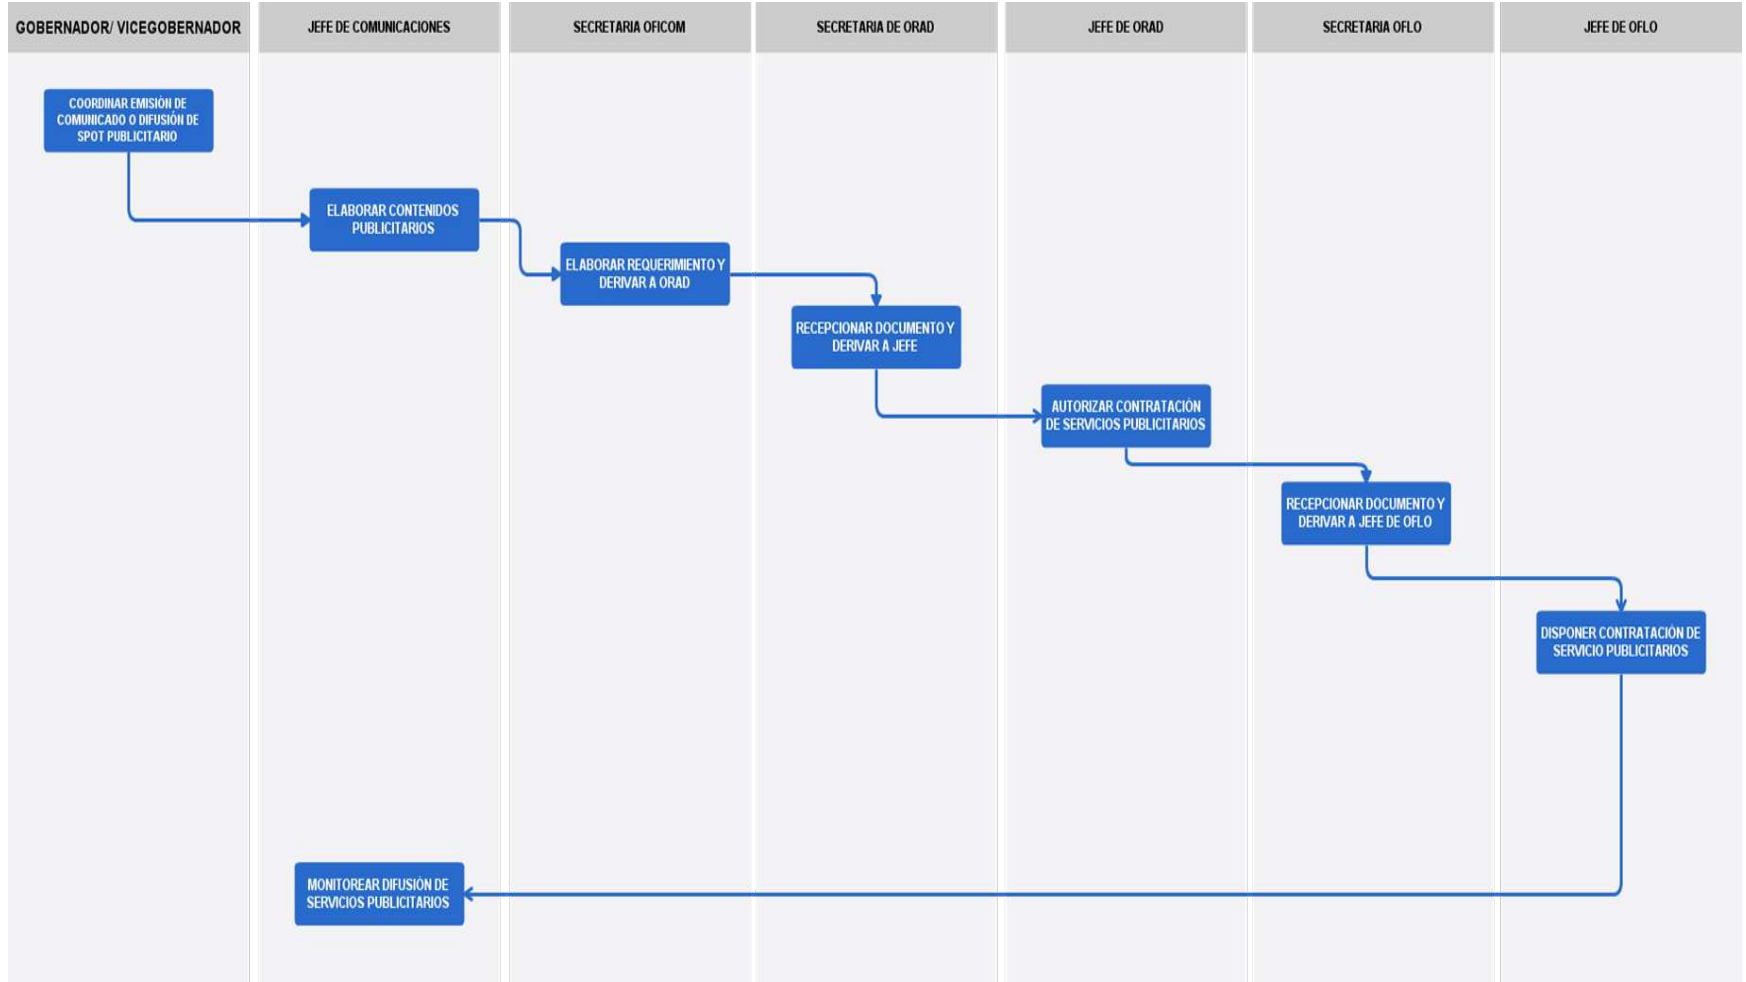 GOBERNADOR/ VICEGOBERNADOR
JEFE DE COMUNICACIONES
SECRETARIA OFICOM
SECRETARIA DE ORAD
JEFE DE ORAD
SECRETARIA OFLO
JEFE DE OFLO
COORDINAR EMISIÓN DE
COMUNICADO O DIFUSIÓN DE
SPOT PUBLICITARIO
ELABORAR CONTENIDOS
PUBLICITARIOS
ELABORAR REQUERIMIENTO Y
DERIVAR A ORAD
RECEPCIONAR DOCUMENTO Y
DERIVAR A JEFE
AUTORIZAR CONTRATACIÓN
DE SERVICIOS PUBLICITARIOS
RECEPCIONAR DOCUMENTO Y
DERIVAR A JEFE DE OFLO
DISPONER CONTRATACIÓN DE
SERVICIO PUBLICITARIOS
MONITOREAR DIFUSIÓN DE
SERVICIOS PUBLICITARIOS